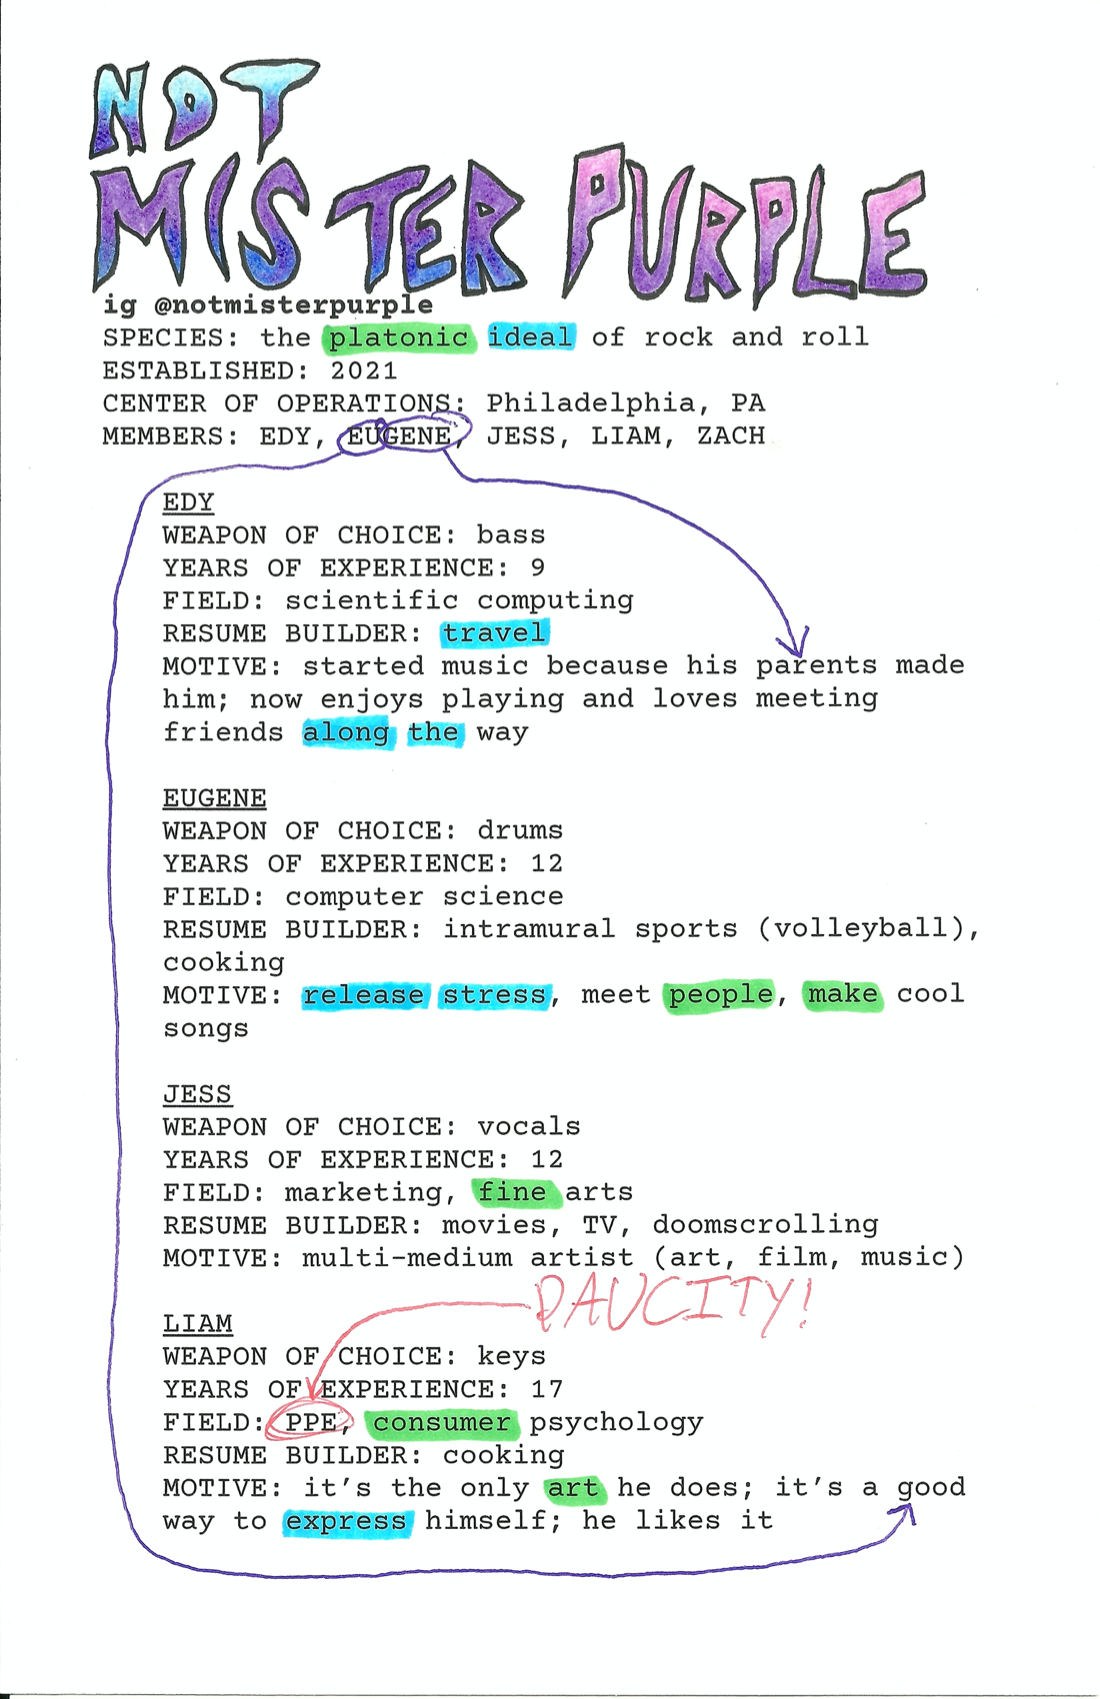 NOT
MISTER PURPLE
ig @notmisterpurple
SPECIES: the platonic ideal of rock and roll
ESTABLISHED: 2021
CENTER OF OPERATIONS: Philadelphia, PA
MEMBERS: EDY, EUGENE, JESS, LIAM, ZACH
EDY
WEAPON OF CHOICE: bass
YEARS OF EXPERIENCE: 9
FIELD: scientific computing
RESUME BUILDER: travel
MOTIVE: started music because his parents made
him; now enjoys playing and loves meeting
friends along the way
EUGENE
WEAPON OF CHOICE: drums
YEARS OF EXPERIENCE: 12
FIELD: computer science
RESUME BUILDER: intramural sports (volleyball),
cooking
MOTIVE: release stress, meet people, make cool
songs
JESS
WEAPON OF CHOICE: vocals
YEARS OF EXPERIENCE: 12
FIELD: marketing, fine arts
RESUME BUILDER: movies, TV, doomscrolling
MOTIVE: multi-medium artist (art, film, music)
PAUCITY!
LIAM
WEAPON OF CHOICE: keys
YEARS OF EXPERIENCE: 17
FIELD: PPE, consumer psychology
RESUME BUILDER: cooking
MOTIVE: it's the only art he does; it's a good
way to express himself; he likes it